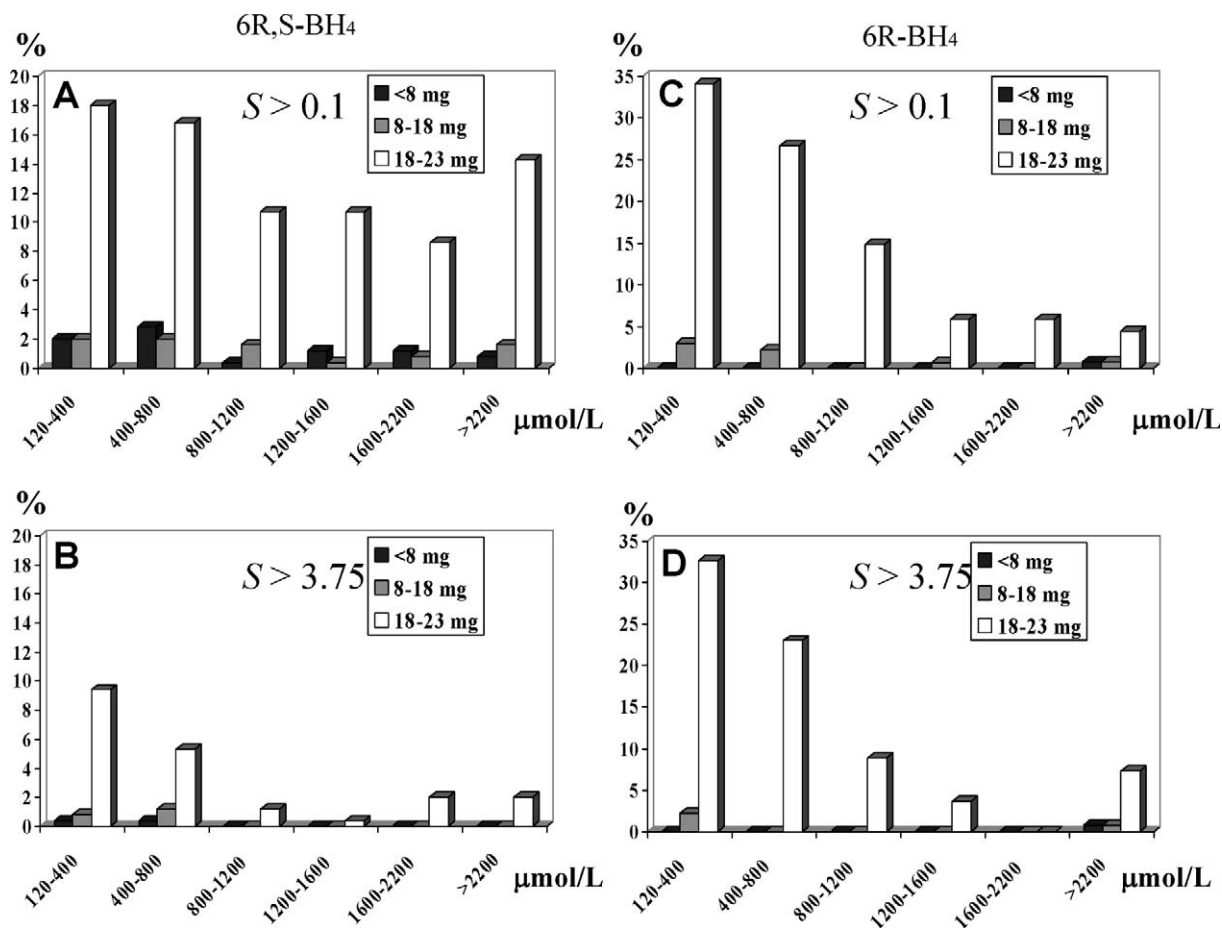 6R,S-BH4
%
A
S > 0.1
<8 mg
8-18 mg
18-23 mg
20
18
16
14
12
10
8
6
4
2
0
120-400
400-800
800-1200
1200-1600
1600-2200
>2200
μmol/L
6R-BH4
%
C
S > 0.1
<8 mg
8-18 mg
18-23 mg
35
30
25
20
15
10
5
0
120-400
400-800
800-1200
1200-1600
1600-2200
>2200
μmol/L
%
B
S > 3.75
<8 mg
8-18 mg
18-23 mg
20
18
16
14
12
10
8
6
4
2
0
120-400
400-800
800-1200
1200-1600
1600-2200
>2200
μmol/L
%
D
S > 3.75
<8 mg
8-18 mg
18-23 mg
35
30
25
20
15
10
5
0
120-400
400-800
800-1200
1200-1600
1600-2200
>2200
μmol/L